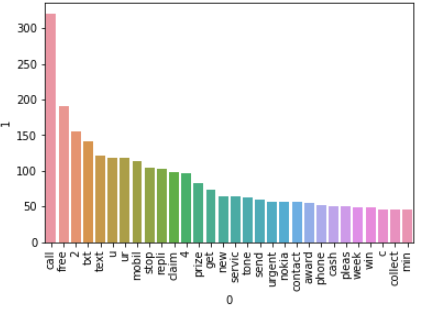 300
250
200
150
100
50
0
1
call
free
2
txt
text
u
ur
mobil
stop
repli
claim
4
prize
get
new
servic
tone
send
urgent
nokia
contact
award
phone
cash
pleas
week
win
c
collect
min
0